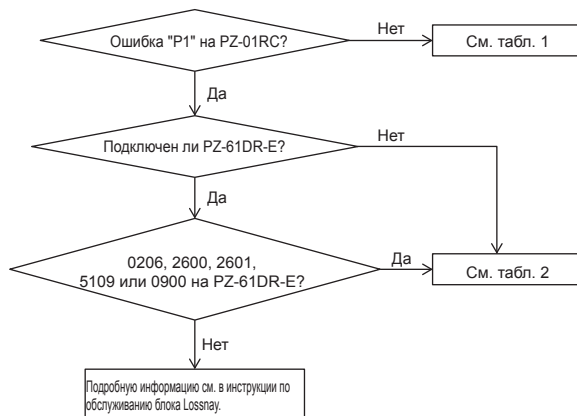 Ошибка "P1" на PZ-01RC?
Нет
См. табл. 1
Да
Подключен ли PZ-61DR-E?
Нет
Да
0206, 2600, 2601,
5109 или 0900 на PZ-61DR-E?
Да
См. табл. 2
Нет
Подробную информацию см. в инструкции по
обслуживанию блока Lossnay.